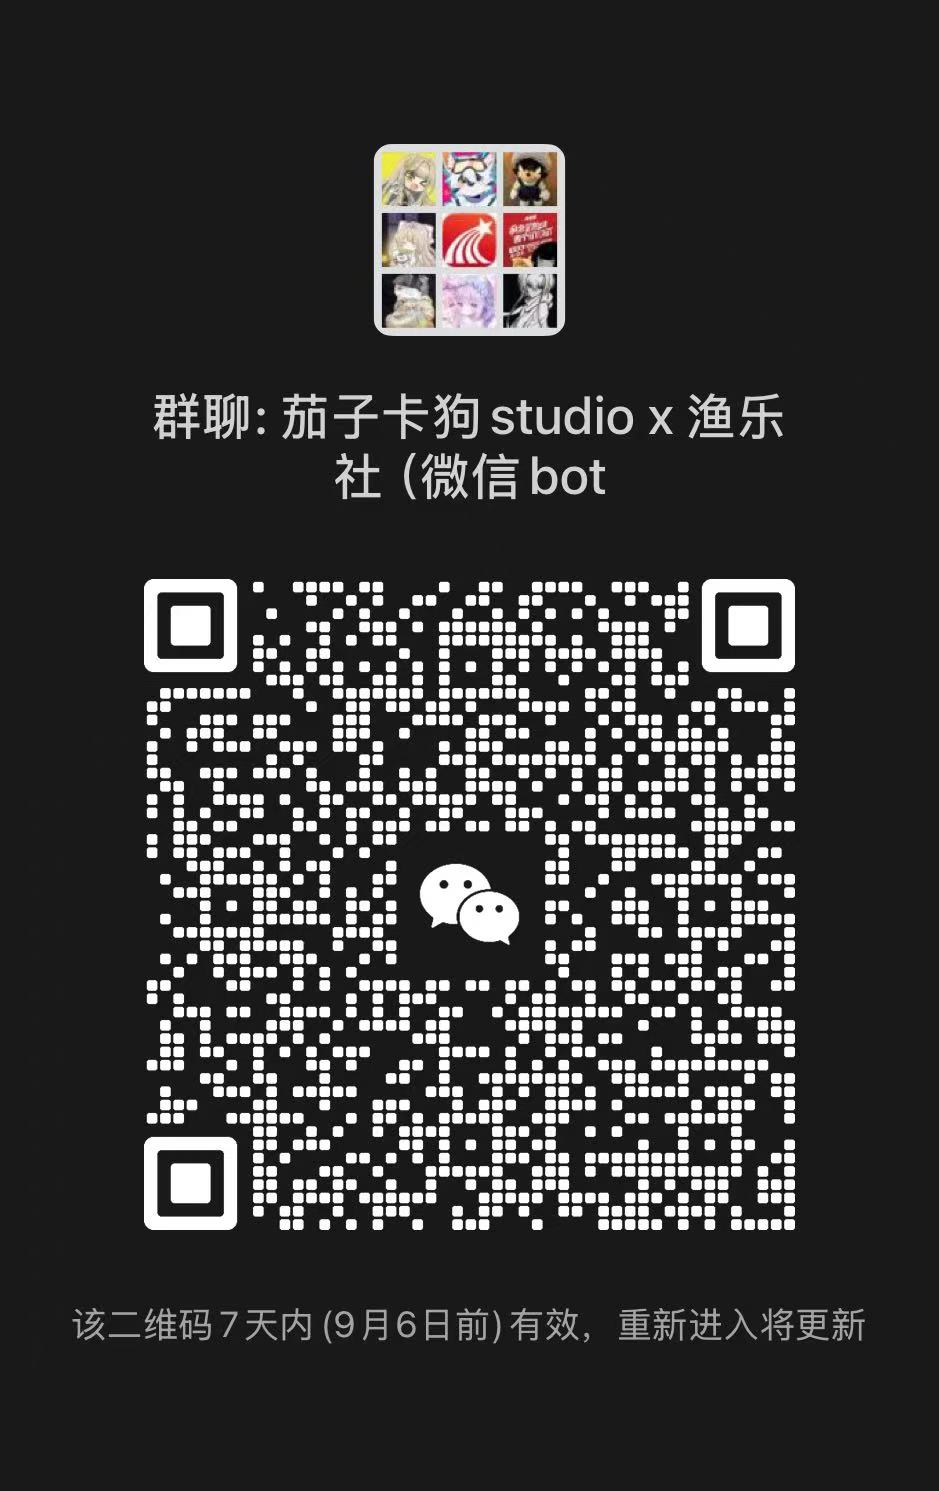 群聊: 茄子卡狗 studio x 渔乐
社（微信 bot
该二维码 7 天内 (9 月 6 日前) 有效，重新进入将更新